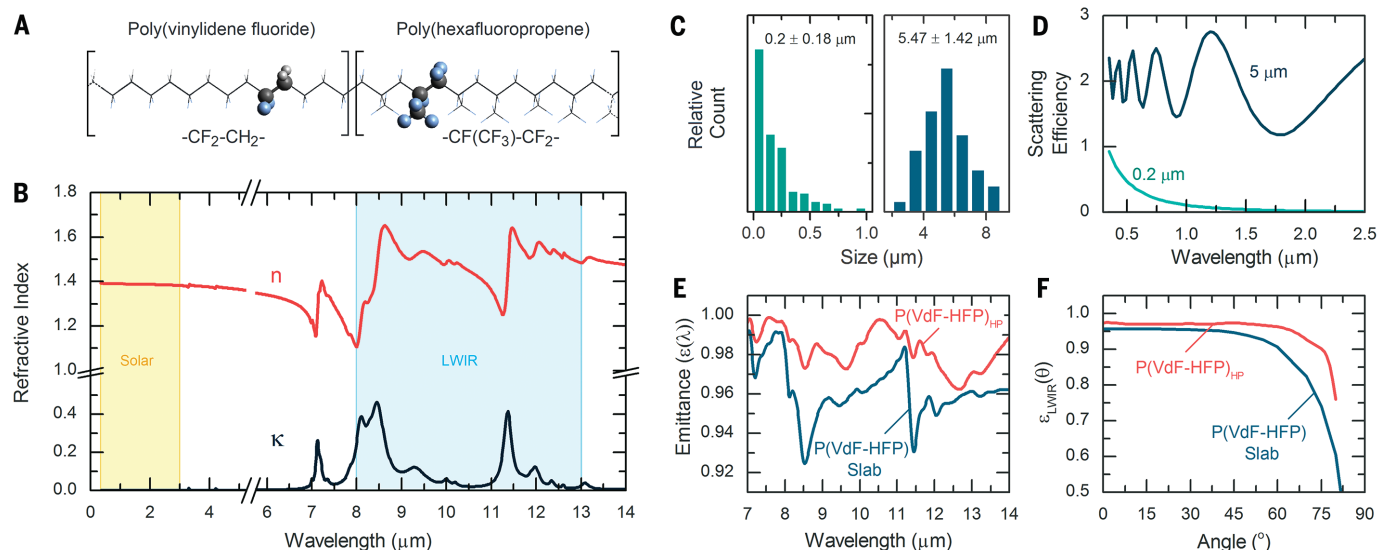 A
Poly(vinylidene fluoride)
Poly(hexafluoropropene)
-CF2-CH2-
-CF(CF3)-CF2-
B
Refractive Index
1.8
1.6
1.4
1.2
1.0
0.4
0.2
0.0
n
κ
Solar
LWIR
0 2 4 6 7 8 9 10 11 12 13 14
Wavelength (μm)
C
Relative
Count
0.2 ± 0.18 μm
5.47 ± 1.42 μm
0.0 0.5 1.0
4 8
Size (μm)
D
Scattering
Efficiency
3
2
1
0
5 μm
0.2 μm
0.5 1.0 1.5 2.0 2.5
Wavelength (μm)
E
Emittance (ε(λ))
1.00
0.98
0.96
0.94
0.92
P(VdF-HFP)HP
P(VdF-HFP)
Slab
7 8 9 10 11 12 13 14
Wavelength (μm)
F
εLWIR(θ)
1.0
0.9
0.8
0.7
0.6
0.5
P(VdF-HFP)HP
P(VdF-HFP)
Slab
0 15 30 45 60 75 90
Angle (°)